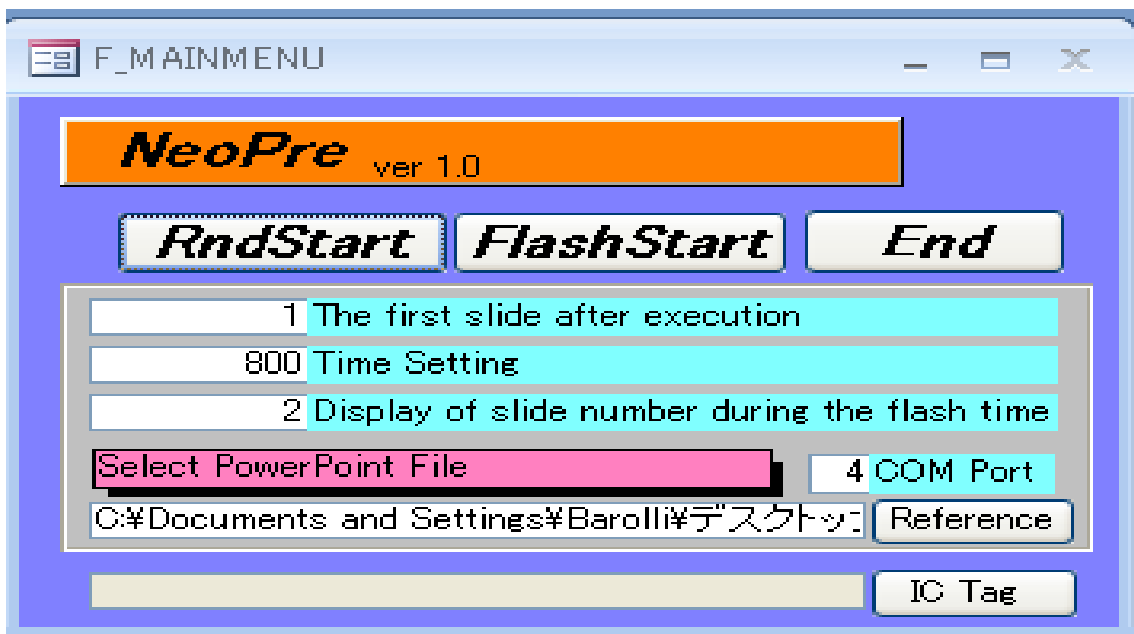 F_MAINMENU
NeoPre ver 1.0
RndStart FlashStart End
1 The first slide after execution
800 Time Setting
2 Display of slide number during the flash time
Select PowerPoint File 4 COM Port
C:¥Documents and Settings¥Barolli¥デスクトッ Reference
IC Tag